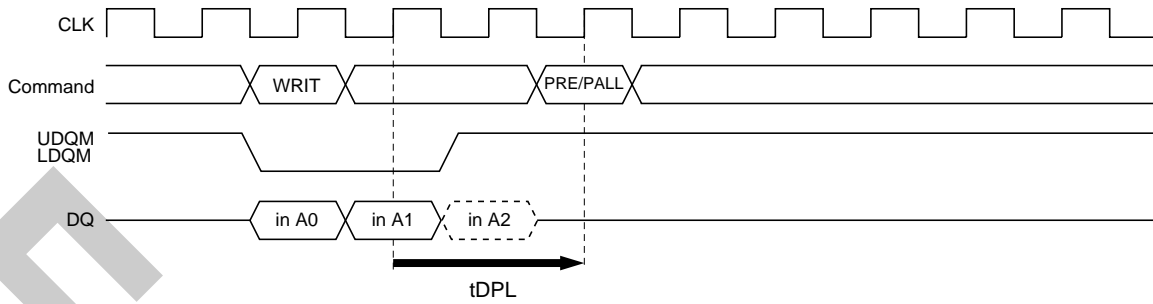 CLK
Command
WRIT
PRE/PALL
UDQM
LDQM
DQ
in A0
in A1
in A2
tDPL